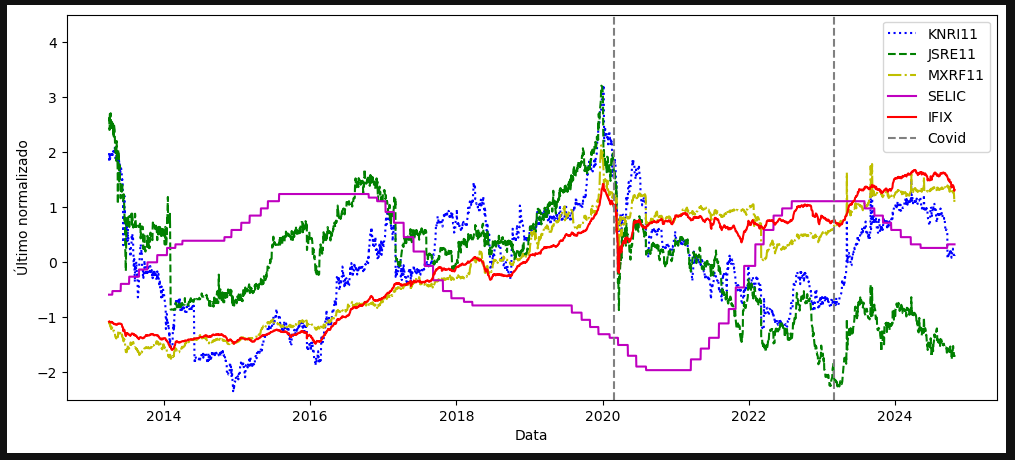 4
3
2
1
0
−1
−2
Último normalizado
2014
2016
2018
2020
2022
2024
Data
KNRI11
JSRE11
MXRF11
SELIC
IFIX
Covid